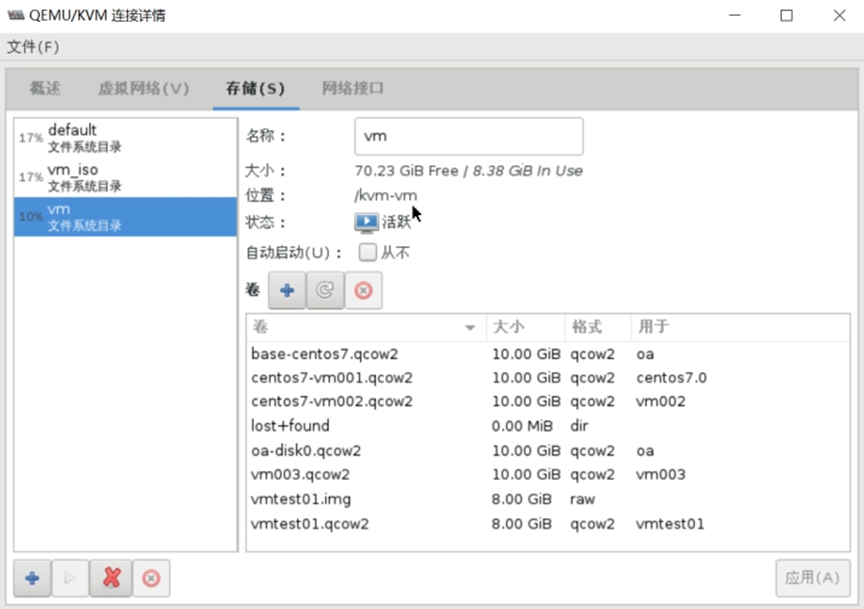 QEMU/KVM 连接详情
文件(F)
概述 虚拟网络(V) 存储(S) 网络接口
17% default
文件系统目录
17% vm_iso
文件系统目录
10% vm
文件系统目录
名称： vm
大小： 70.23 GiB Free / 8.38 GiB In Use
位置： /kvm-vm
状态： 活跃
自动启动(U)： 从不
卷
卷 大小 格式 用于
base-centos7.qcow2 10.00 GiB qcow2 oa
centos7-vm001.qcow2 10.00 GiB qcow2 centos7.0
centos7-vm002.qcow2 10.00 GiB qcow2 vm002
lost+found 0.00 MiB dir
oa-disk0.qcow2 10.00 GiB qcow2 oa
vm003.qcow2 10.00 GiB qcow2 vm003
vmtest01.img 8.00 GiB raw
vmtest01.qcow2 8.00 GiB qcow2 vmtest01
应用(A)